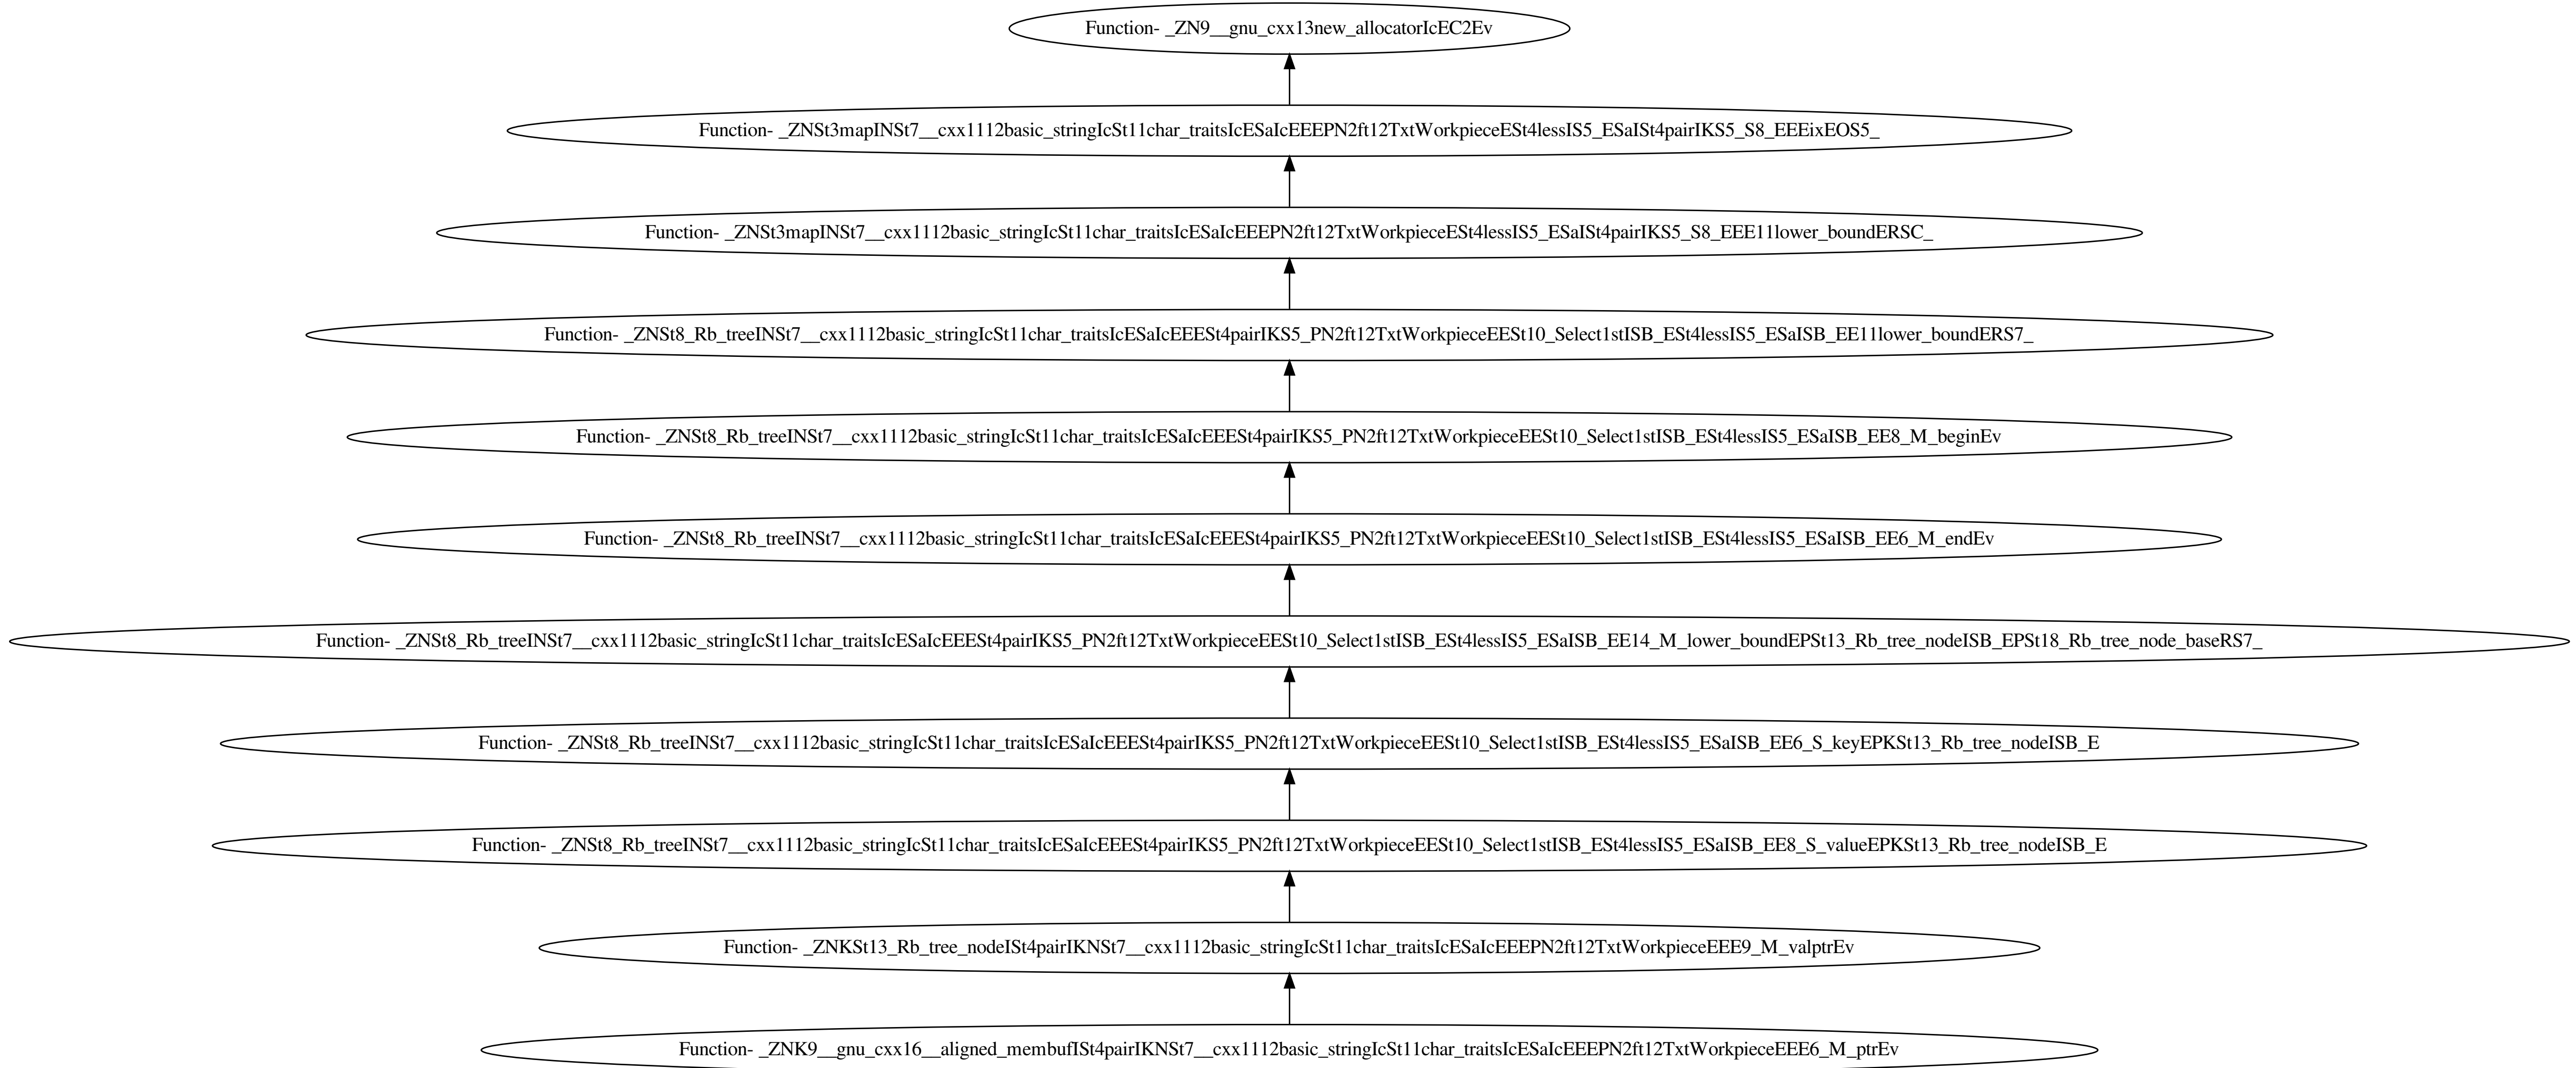 Function- _ZN9__gnu_cxx13new_allocatorIcEC2Ev
Function- _ZNSt3mapINSt7__cxx1112basic_stringIcSt11char_traitsIcESaIcEEEPN2ft12TxtWorkpieceESt4lessIS5_ESaISt4pairIKS5_S8_EEEixEOS5_
Function- _ZNSt3mapINSt7__cxx1112basic_stringIcSt11char_traitsIcESaIcEEEPN2ft12TxtWorkpieceESt4lessIS5_ESaISt4pairIKS5_S8_EEE11lower_boundERSC_
Function- _ZNSt8_Rb_treeINSt7__cxx1112basic_stringIcSt11char_traitsIcESaIcEEESt4pairIKS5_PN2ft12TxtWorkpieceEESt10_Select1stISB_ESt4lessIS5_ESaISB_EE11lower_boundERS7_
Function- _ZNSt8_Rb_treeINSt7__cxx1112basic_stringIcSt11char_traitsIcESaIcEEESt4pairIKS5_PN2ft12TxtWorkpieceEESt10_Select1stISB_ESt4lessIS5_ESaISB_EE8_M_beginEv
Function- _ZNSt8_Rb_treeINSt7__cxx1112basic_stringIcSt11char_traitsIcESaIcEEESt4pairIKS5_PN2ft12TxtWorkpieceEESt10_Select1stISB_ESt4lessIS5_ESaISB_EE6_M_endEv
Function- _ZNSt8_Rb_treeINSt7__cxx1112basic_stringIcSt11char_traitsIcESaIcEEESt4pairIKS5_PN2ft12TxtWorkpieceEESt10_Select1stISB_ESt4lessIS5_ESaISB_EE14_M_lower_boundEPSt13_Rb_tree_nodeISB_EPSt18_Rb_tree_node_baseRS7_
Function- _ZNSt8_Rb_treeINSt7__cxx1112basic_stringIcSt11char_traitsIcESaIcEEESt4pairIKS5_PN2ft12TxtWorkpieceEESt10_Select1stISB_ESt4lessIS5_ESaISB_EE6_S_keyEPKSt13_Rb_tree_nodeISB_E
Function- _ZNSt8_Rb_treeINSt7__cxx1112basic_stringIcSt11char_traitsIcESaIcEEESt4pairIKS5_PN2ft12TxtWorkpieceEESt10_Select1stISB_ESt4lessIS5_ESaISB_EE8_S_valueEPKSt13_Rb_tree_nodeISB_E
Function- _ZNKSt13_Rb_tree_nodeISt4pairIKNSt7__cxx1112basic_stringIcSt11char_traitsIcESaIcEEEPN2ft12TxtWorkpieceEEE9_M_valptrEv
Function- _ZNK9__gnu_cxx16__aligned_membufISt4pairIKNSt7__cxx1112basic_stringIcSt11char_traitsIcESaIcEEEPN2ft12TxtWorkpieceEEE6_M_ptrEv